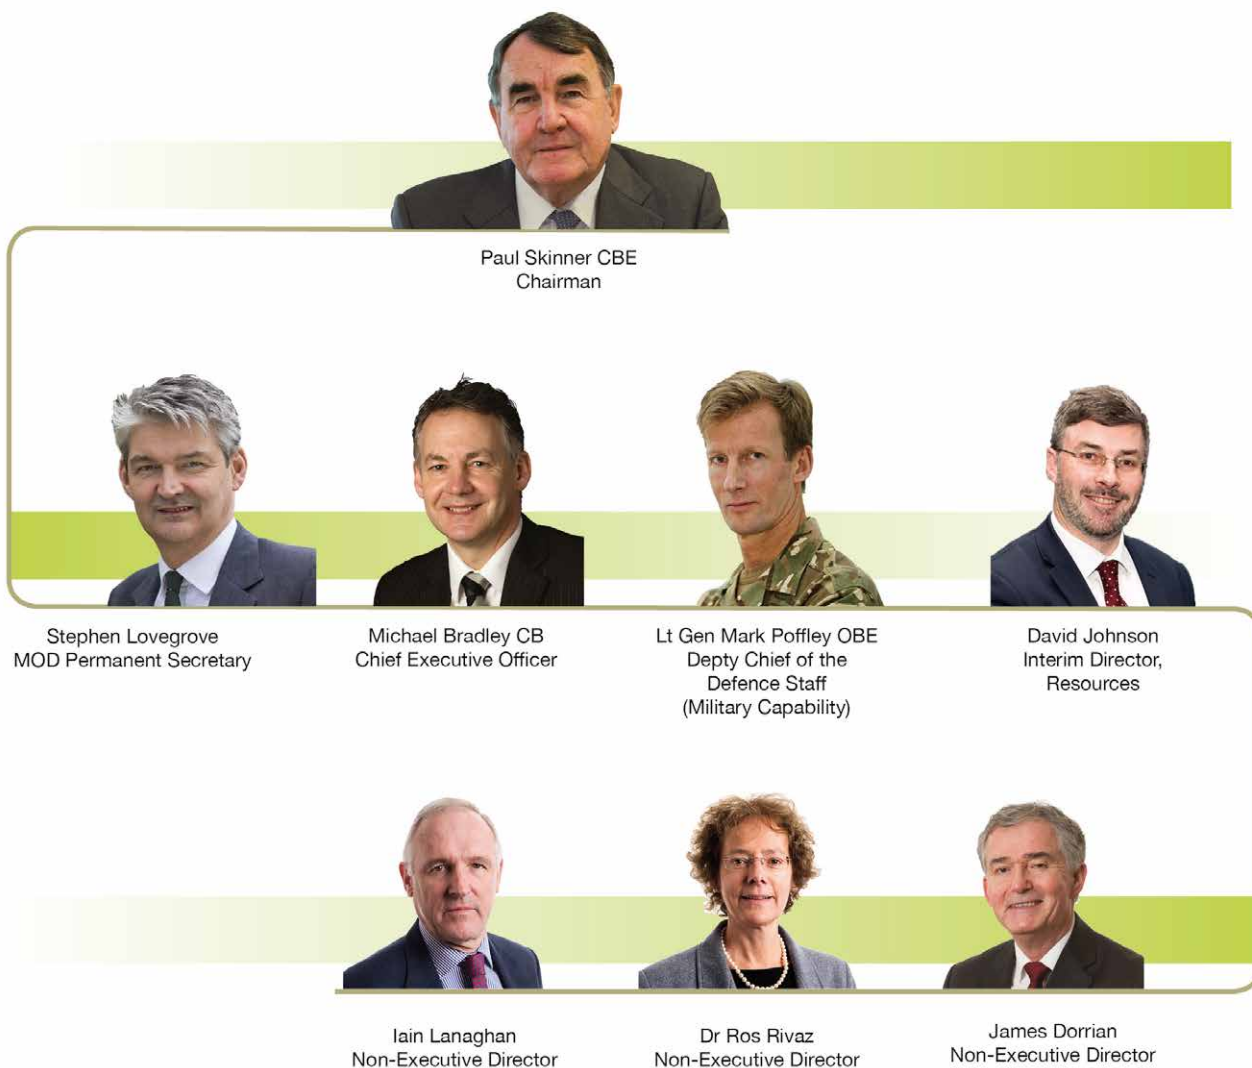 Paul Skinner CBE
Chairman
Stephen Lovegrove
MOD Permanent Secretary
Michael Bradley CB
Chief Executive Officer
Lt Gen Mark Poffley OBE
Depty Chief of the
Defence Staff
(Military Capability)
David Johnson
Interim Director,
Resources
Iain Lanaghan
Non-Executive Director
Dr Ros Rivaz
Non-Executive Director
James Dorrian
Non-Executive Director